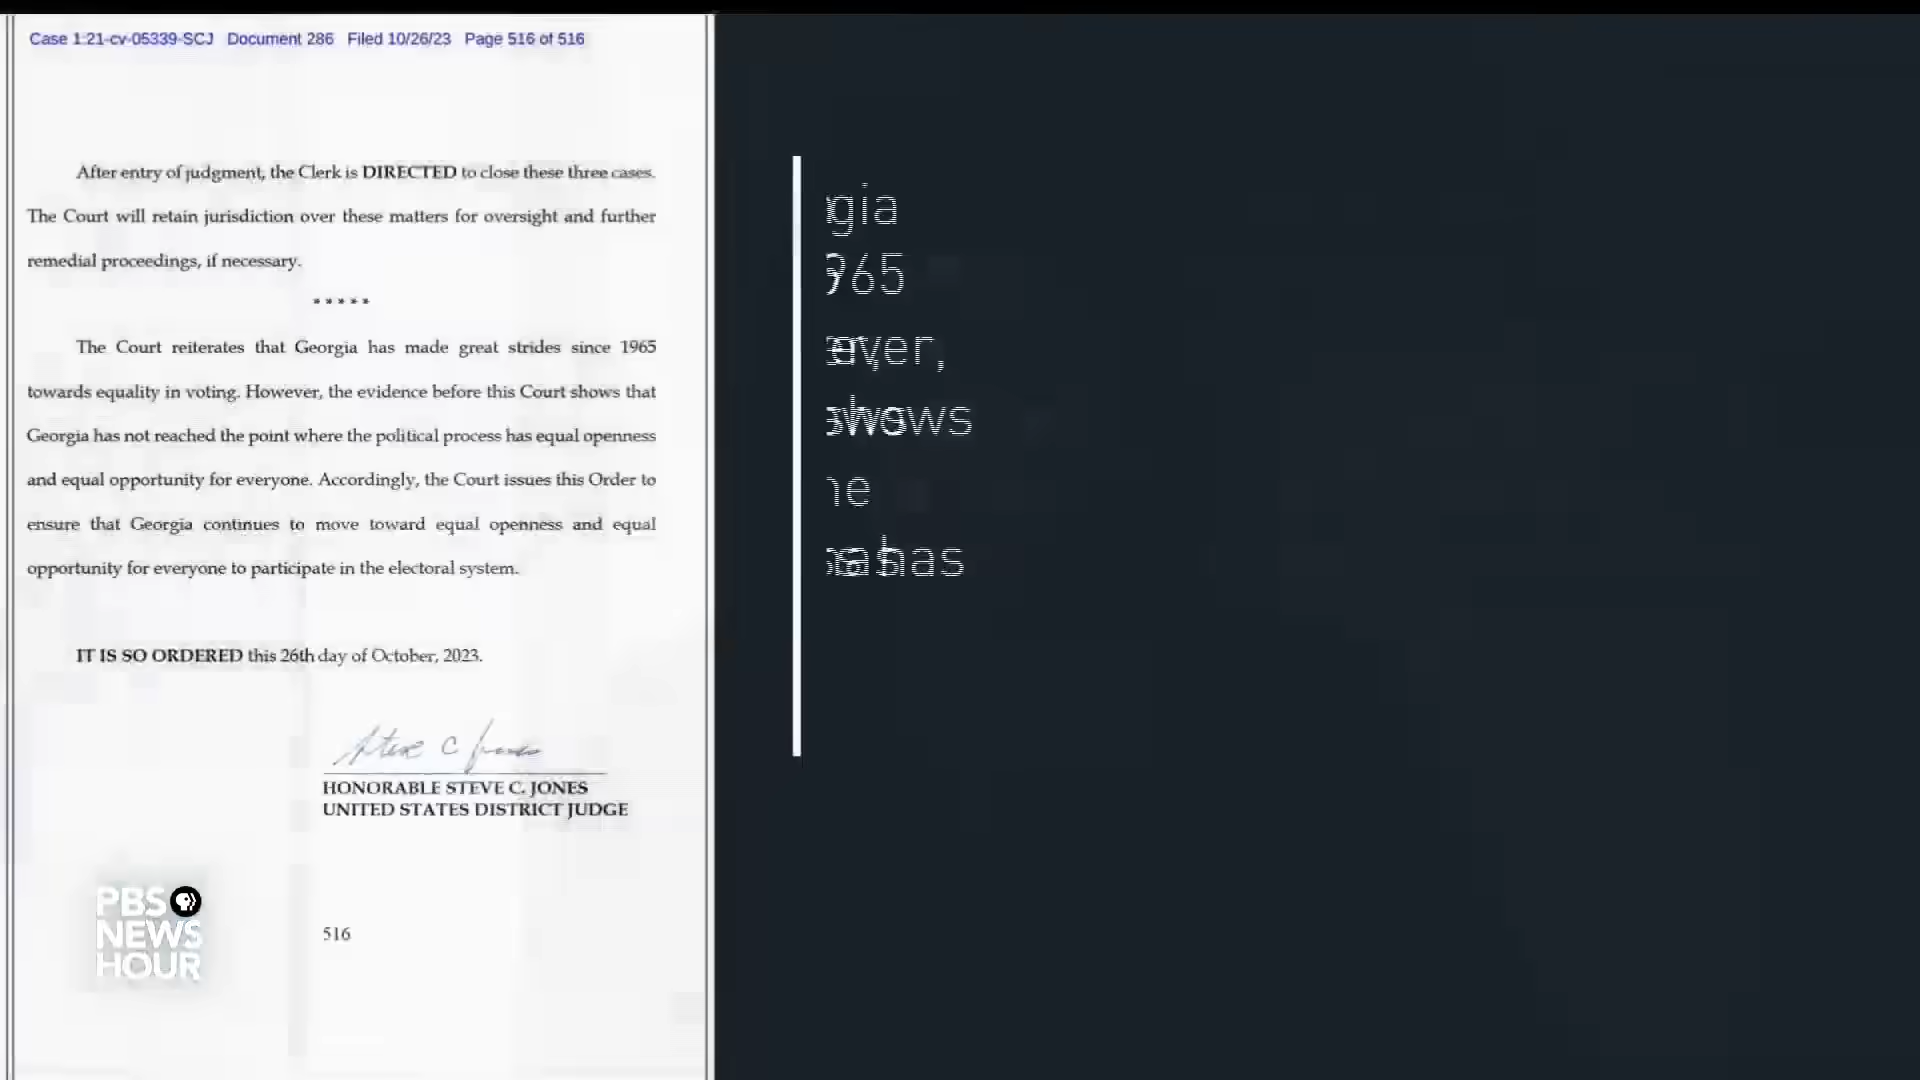 Case 1:21-cv-05339-SCJ Document 286 Filed 10/26/23 Page 516 of 516
After entry of judgment, the Clerk is DIRECTED to close these three cases.
The Court will retain jurisdiction over these matters for oversight and further
remedial proceedings, if necessary.
*****
The Court reiterates that Georgia has made great strides since 1965
towards equality in voting. However, the evidence before this Court shows that
Georgia has not reached the point where the political process has equal openness
and equal opportunity for everyone. Accordingly, the Court issues this Order to
ensure that Georgia continues to move toward equal openness and equal
opportunity for everyone to participate in the electoral system.
IT IS SO ORDERED this 26th day of October, 2023.
Steve C Jones
HONORABLE STEVE C. JONES
UNITED STATES DISTRICT JUDGE
516
PBS
NEWS
HOUR
gia
965